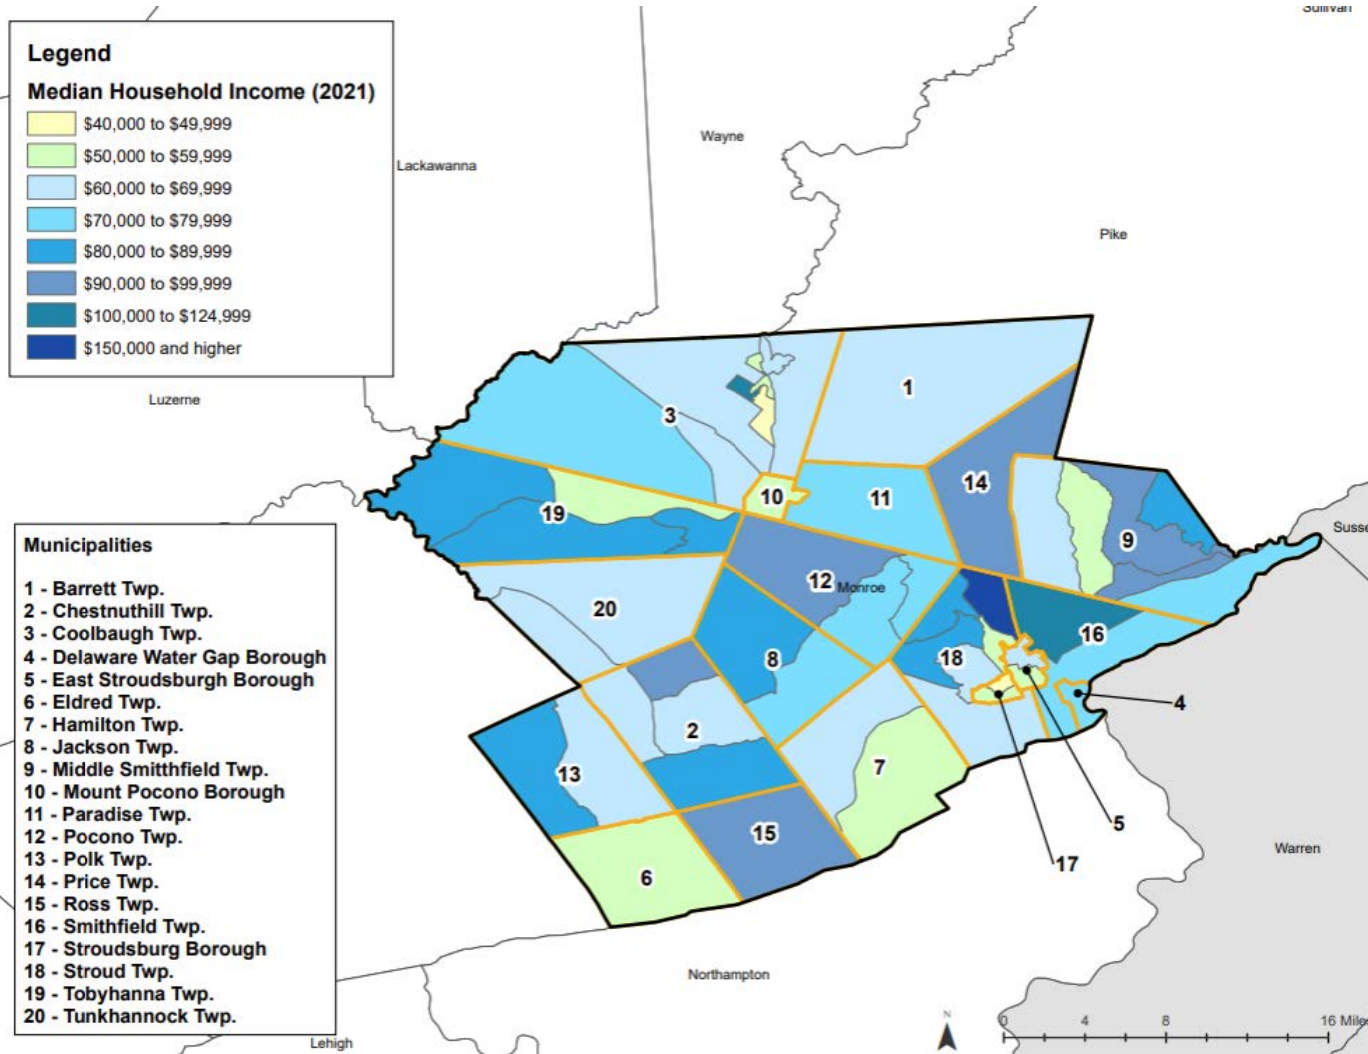 Sullivan
Legend
Median Household Income (2021)
$40,000 to $49,999
$50,000 to $59,999
$60,000 to $69,999
$70,000 to $79,999
$80,000 to $89,999
$90,000 to $99,999
$100,000 to $124,999
$150,000 and higher
Wayne
Lackawanna
Pike
Luzerne
1
3
14
10
11
19
9
Susse
12
Monroe
20
16
18
8
4
2
7
13
5
15
17
6
Warren
Municipalities
1 - Barrett Twp.
2 - Chestnuthill Twp.
3 - Coolbaugh Twp.
4 - Delaware Water Gap Borough
5 - East Stroudsburgh Borough
6 - Eldred Twp.
7 - Hamilton Twp.
8 - Jackson Twp.
9 - Middle Smitthfield Twp.
10 - Mount Pocono Borough
11 - Paradise Twp.
12 - Pocono Twp.
13 - Polk Twp.
14 - Price Twp.
15 - Ross Twp.
16 - Smithfield Twp.
17 - Stroudsburg Borough
18 - Stroud Twp.
19 - Tobyhanna Twp.
20 - Tunkhannock Twp.
Northampton
Lehigh
N
0 4 8 16 Mile